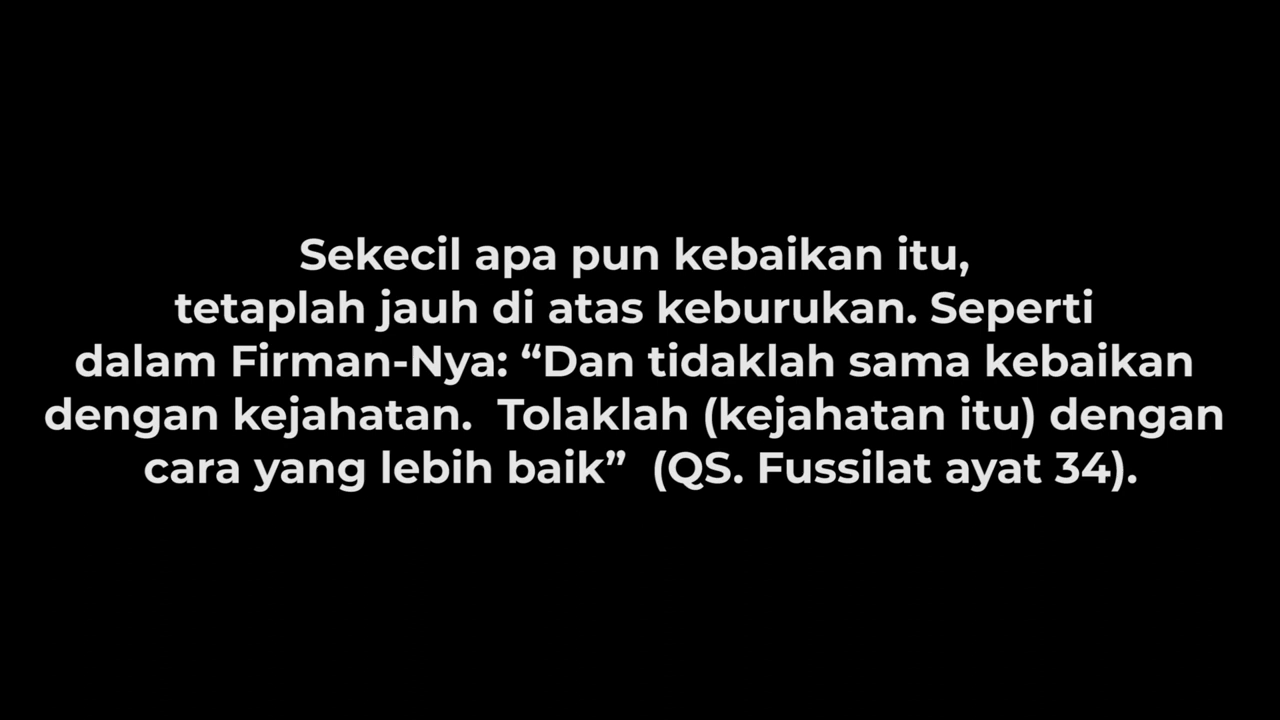 Sekecil apa pun kebaikan itu,
tetaplah jauh di atas keburukan. Seperti
dalam Firman-Nya: “Dan tidaklah sama kebaikan
dengan kejahatan.  Tolaklah (kejahatan itu) dengan
cara yang lebih baik”  (QS. Fussilat ayat 34).